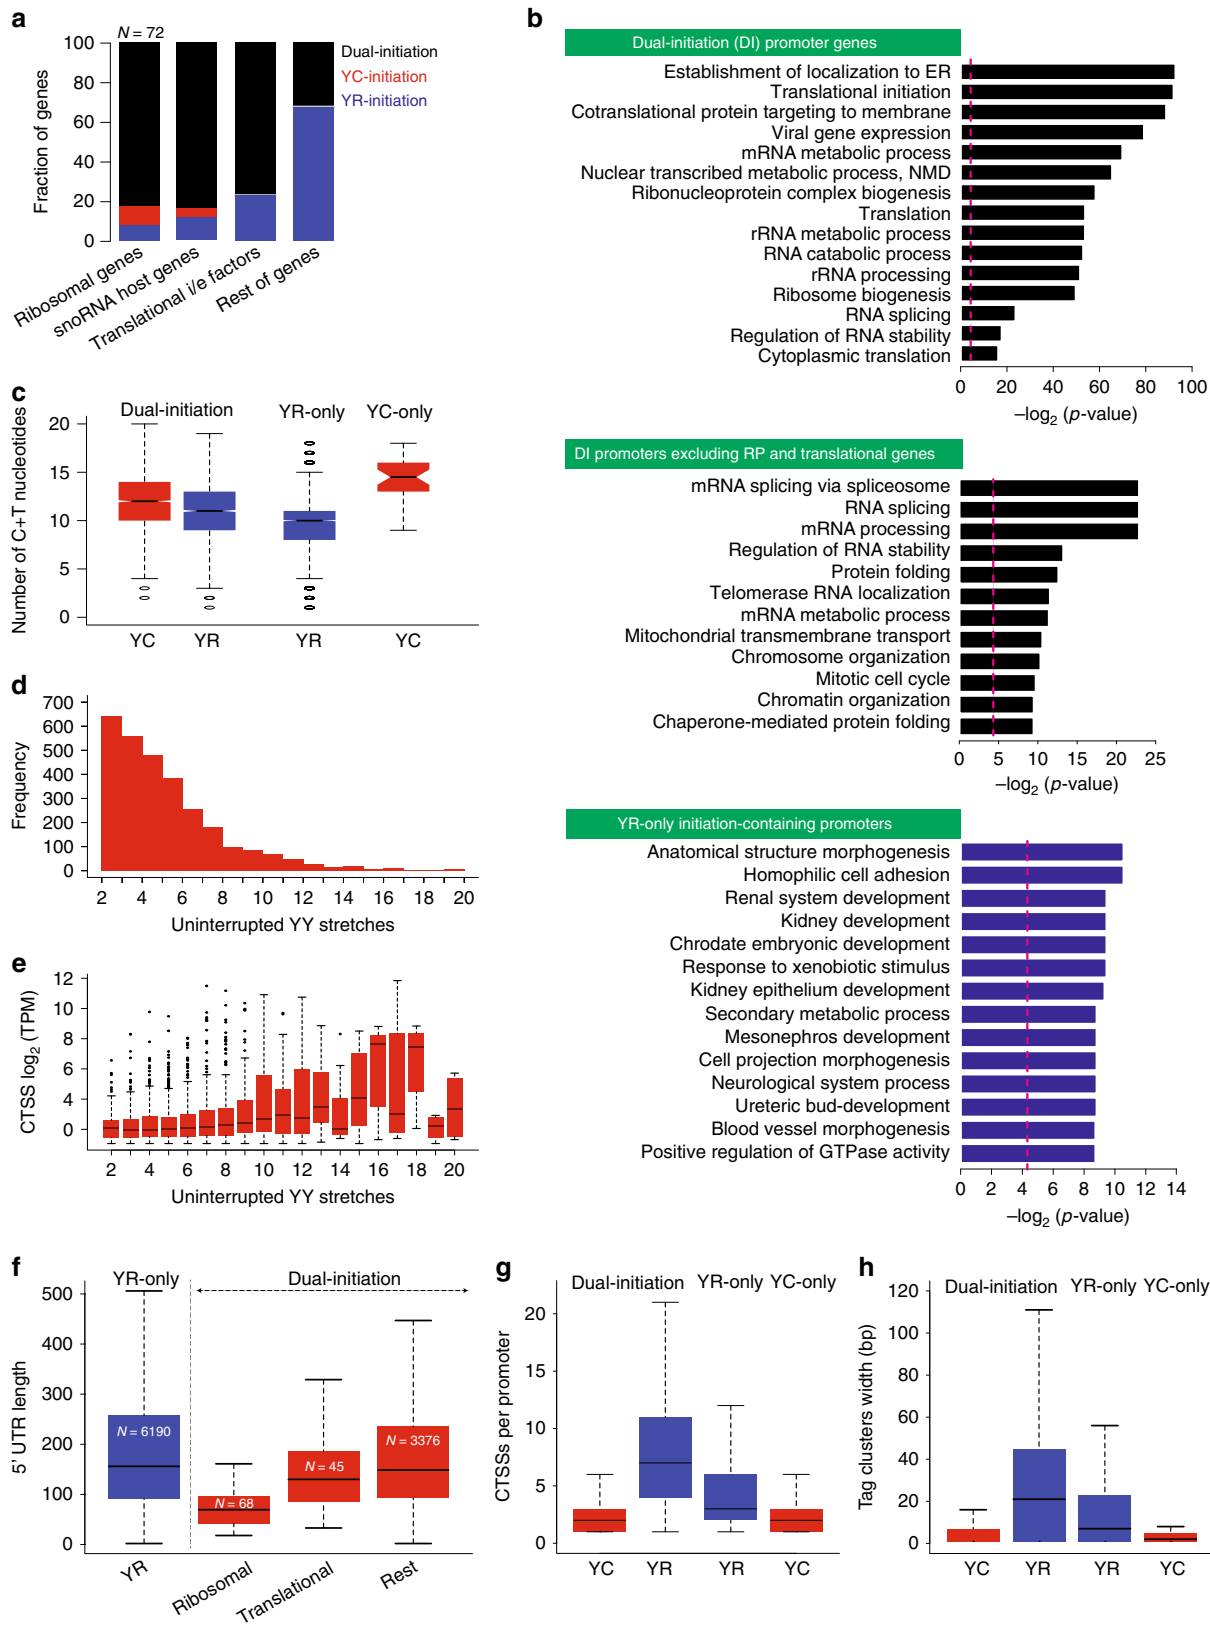 a
N = 72
100
80
60
40
20
0
Fraction of genes
Dual-initiation
YC-initiation
YR-initiation
Ribosomal genes
snoRNA host genes
Translational i/e factors
Rest of genes
b
Dual-initiation (DI) promoter genes
Establishment of localization to ER
Translational initiation
Cotranslational protein targeting to membrane
Viral gene expression
mRNA metabolic process
Nuclear transcribed metabolic process, NMD
Ribonucleoprotein complex biogenesis
Translation
rRNA metabolic process
RNA catabolic process
rRNA processing
Ribosome biogenesis
RNA splicing
Regulation of RNA stability
Cytoplasmic translation
0 20 40 60 80 100
–log2 (p-value)
DI promoters excluding RP and translational genes
mRNA splicing via spliceosome
RNA splicing
mRNA processing
Regulation of RNA stability
Protein folding
Telomerase RNA localization
mRNA metabolic process
Mitochondrial transmembrane transport
Chromosome organization
Mitotic cell cycle
Chromatin organization
Chaperone-mediated protein folding
0 5 10 15 20 25
–log2 (p-value)
YR-only initiation-containing promoters
Anatomical structure morphogenesis
Homophilic cell adhesion
Renal system development
Kidney development
Chrodate embryonic development
Response to xenobiotic stimulus
Kidney epithelium development
Secondary metabolic process
Mesonephros development
Cell projection morphogenesis
Neurological system process
Ureteric bud-development
Blood vessel morphogenesis
Positive regulation of GTPase activity
0 2 4 6 8 10 12 14
–log2 (p-value)
c
Dual-initiation YR-only YC-only
20
15
10
5
0
Number of C+T nucleotides
YC YR YR YC
d
700
600
500
400
300
200
100
0
Frequency
2 4 6 8 10 12 14 16 18 20
Uninterrupted YY stretches
e
12
10
8
6
4
0
CTSS log2 (TPM)
2 4 6 8 10 12 14 16 18 20
Uninterrupted YY stretches
f
YR-only Dual-initiation
500
400
300
200
100
0
5' UTR length
N = 6190
N = 68
N = 45
N = 3376
YR
Ribosomal
Translational
Rest
g
Dual-initiation YR-only YC-only
20
15
10
5
0
CTSSs per promoter
YC YR YR YC
h
Dual-initiation YR-only YC-only
120
100
80
60
40
20
0
Tag clusters width (bp)
YC YR YR YC